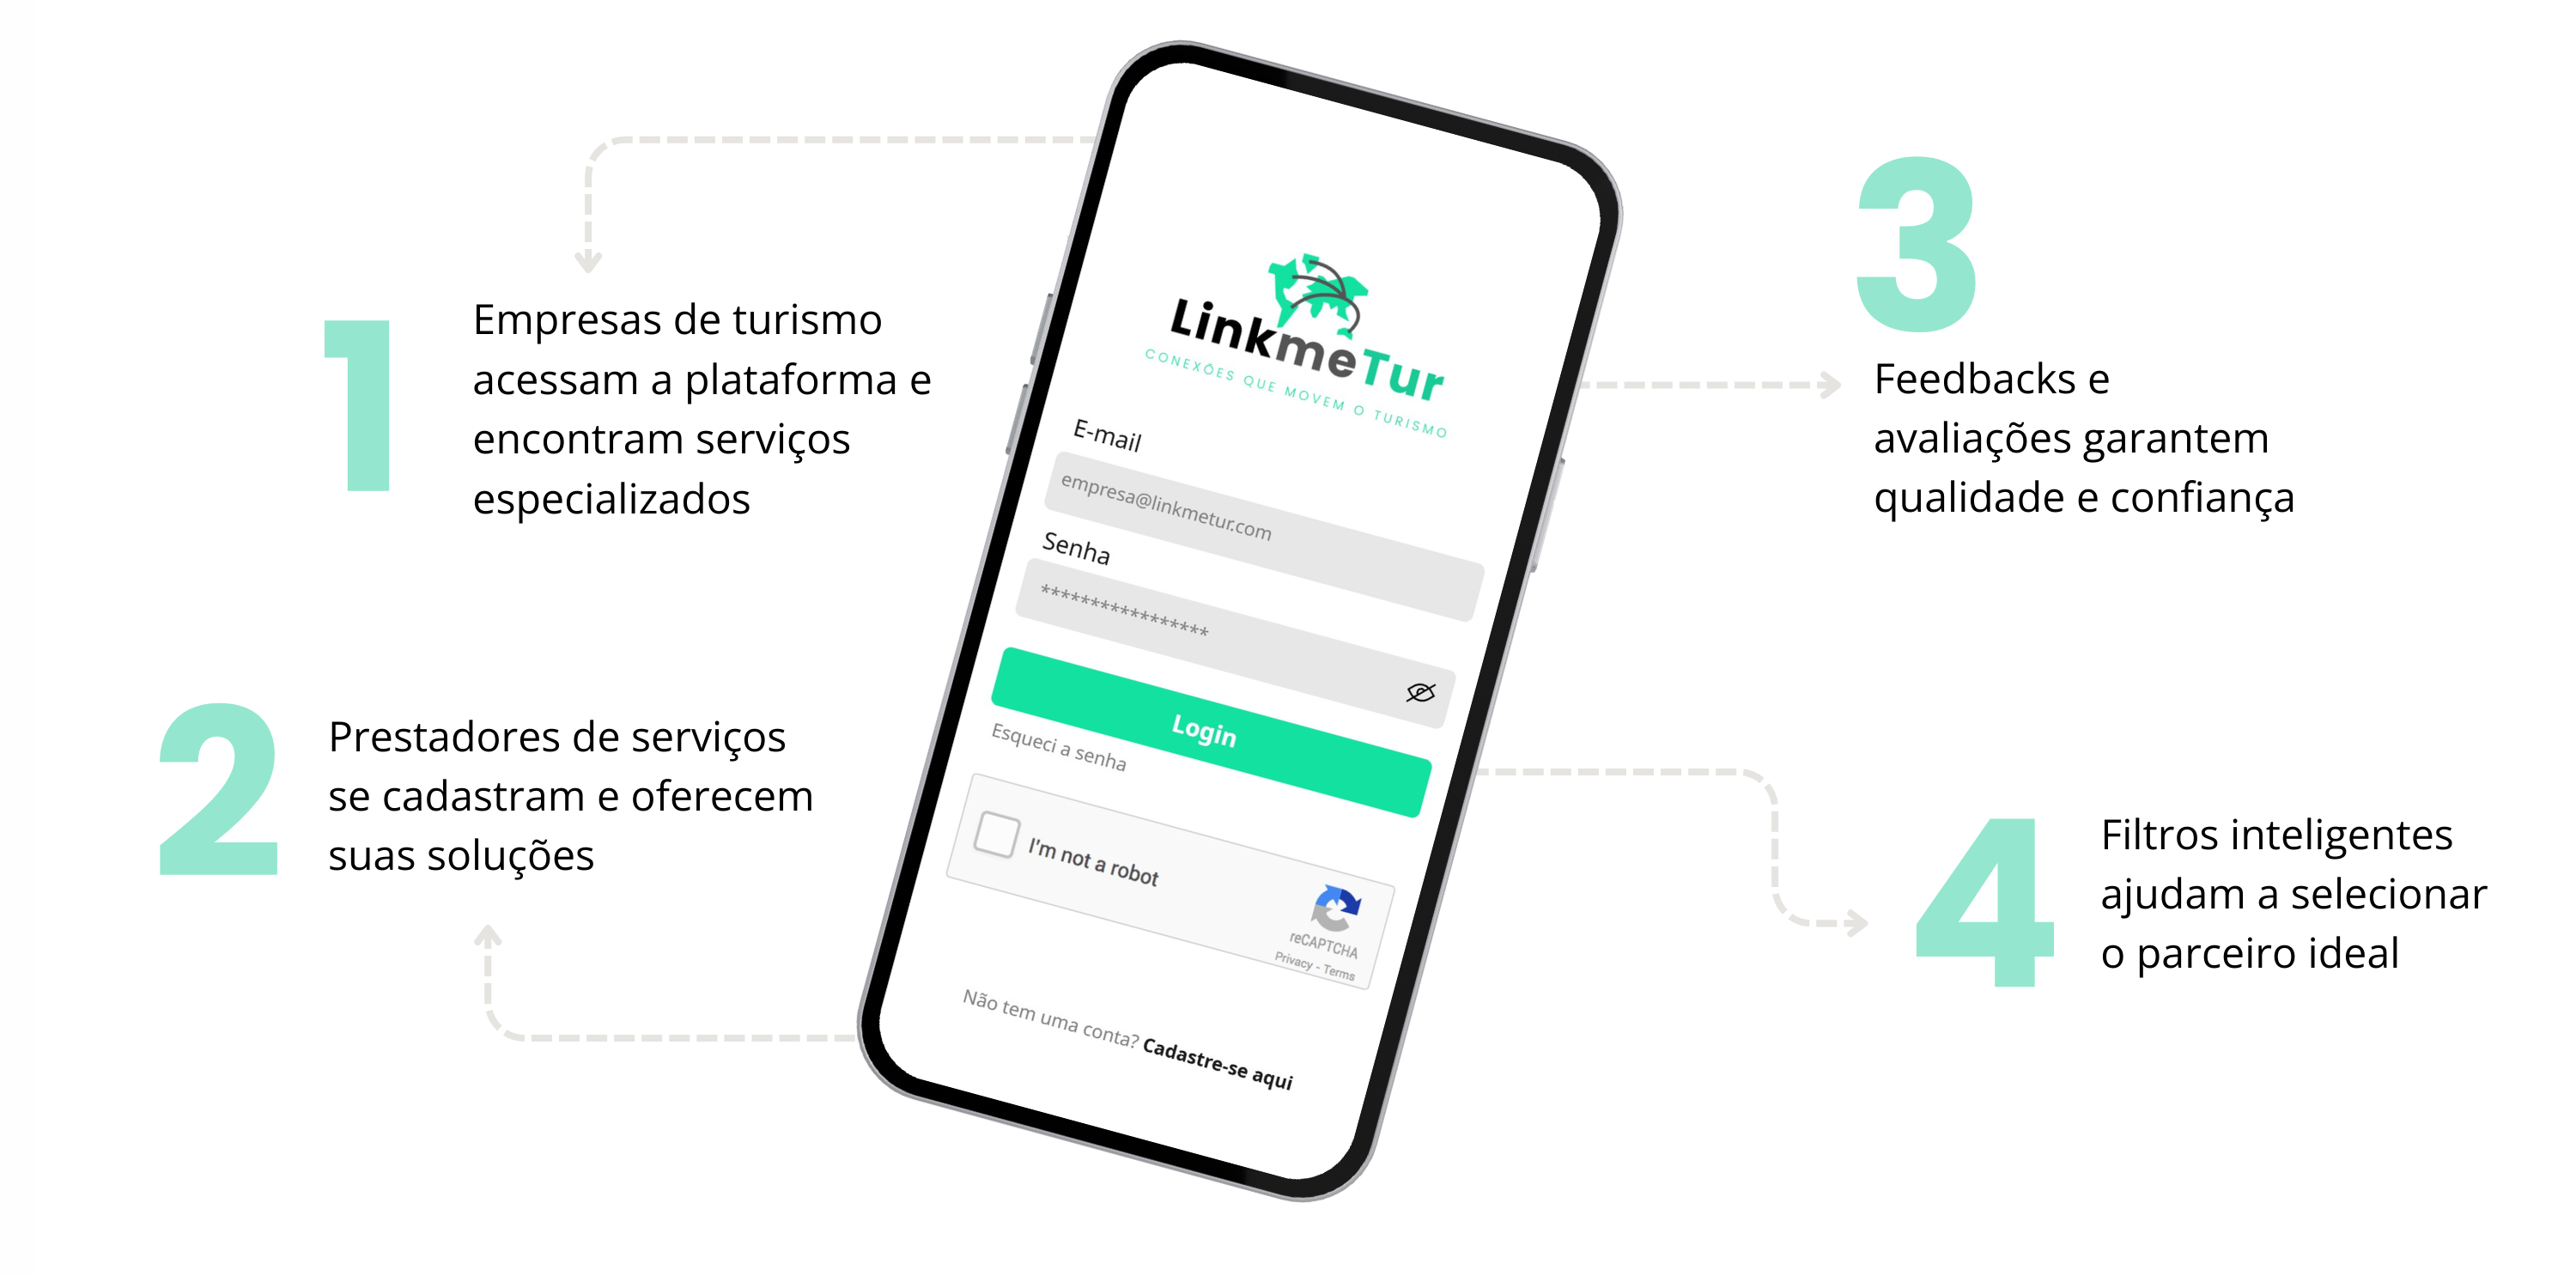 1
Empresas de turismo
acessam a plataforma e
encontram serviços
especializados
2
Prestadores de serviços
se cadastram e oferecem
suas soluções
LinkmeTur
CONEXÕES QUE MOVEM O TURISMO
E-mail
empresa@linkmetur.com
Senha
*****************
Login
Esqueci a senha
I'm not a robot
reCAPTCHA
Privacy - Terms
Não tem uma conta? Cadastre-se aqui
3
Feedbacks e
avaliações garantem
qualidade e confiança
4
Filtros inteligentes
ajudam a selecionar
o parceiro ideal